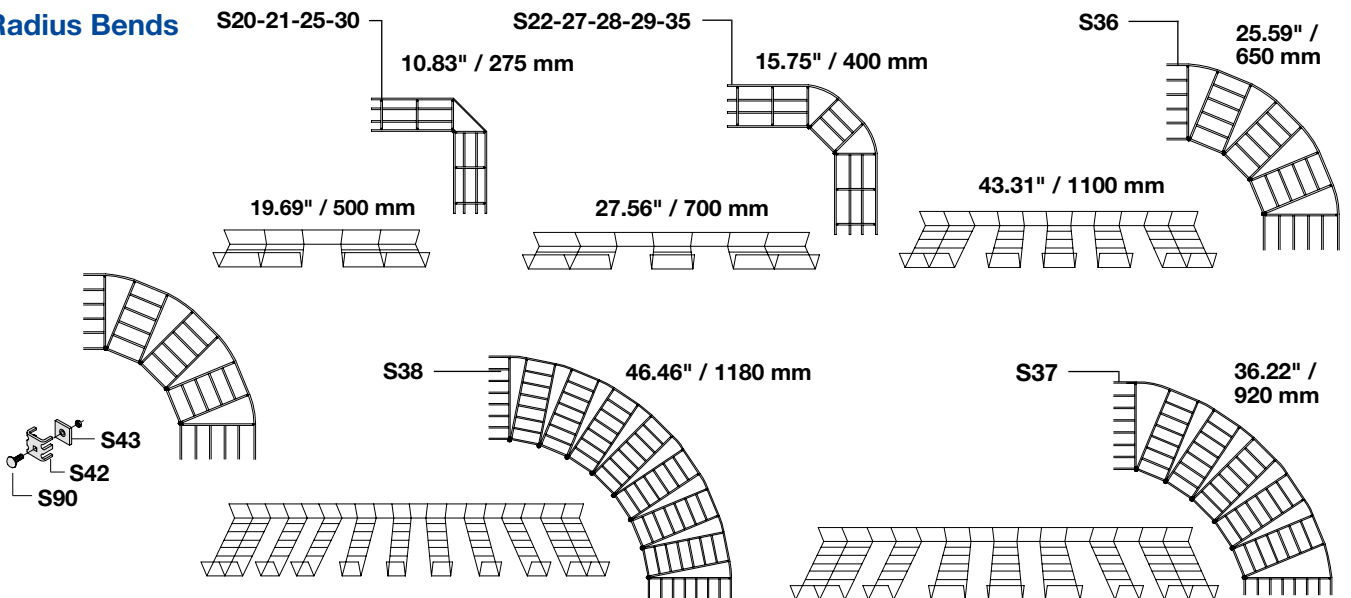 Radius Bends
S20-21-25-30
10.83" / 275 mm
19.69" / 500 mm
S22-27-28-29-35
15.75" / 400 mm
27.56" / 700 mm
S36
25.59" /
650 mm
43.31" / 1100 mm
S43
S42
S90
S38
46.46" / 1180 mm
S37
36.22" /
920 mm